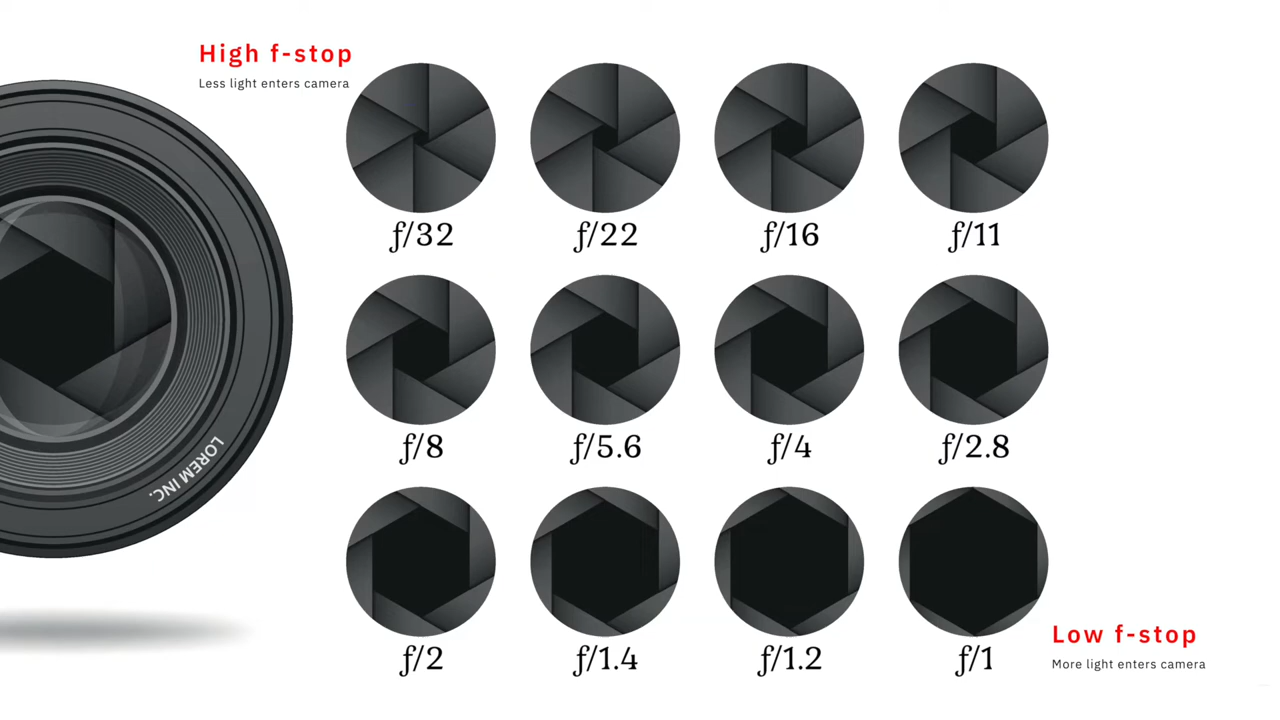 High f-stop
Less light enters camera
f/32
f/22
f/16
f/11
f/8
f/5.6
f/4
f/2.8
LOREM INC.
f/2
f/1.4
f/1.2
f/1
Low f-stop
More light enters camera